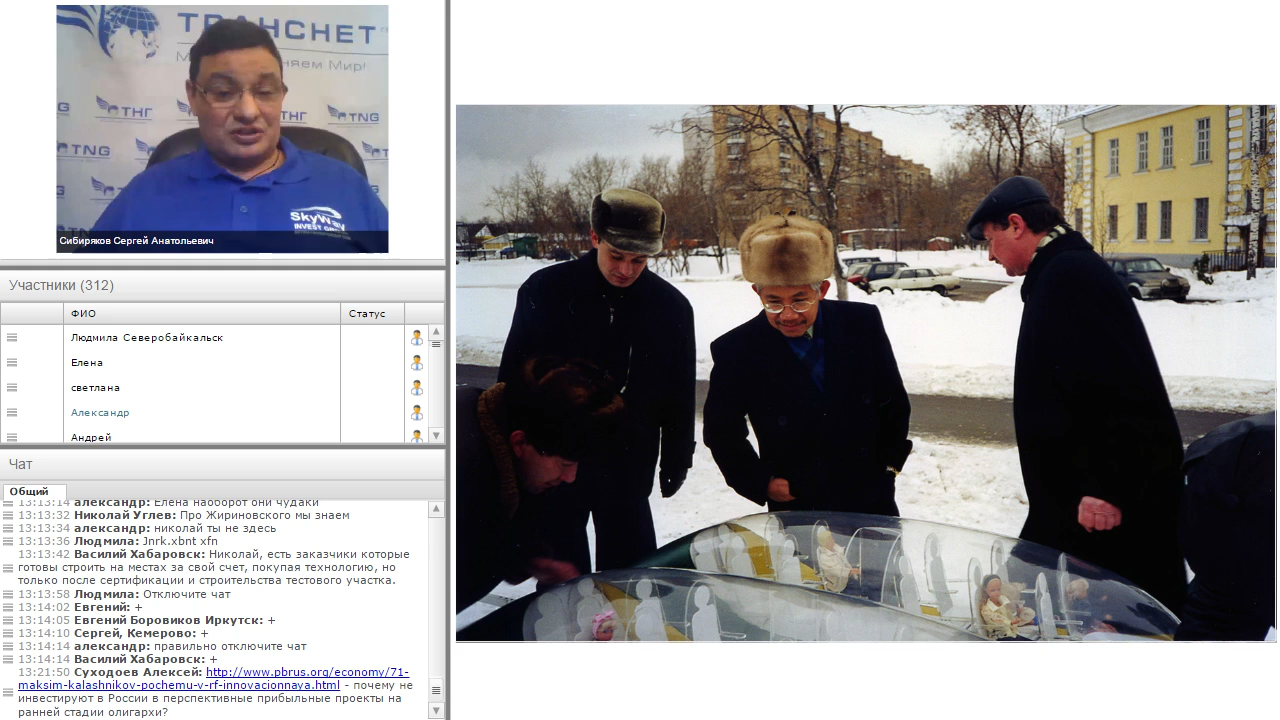 ТРАНСНЕТ
няем Мир!
ТНГ
TNG
TNG
TNG
SkyWay
INVEST GROUP
Сибиряков Сергей Анатольевич
Участники (312)
ФИО
Статус
Людмила Северобайкальск
Елена
светлана
Александр
Андрей
Чат
Общий
13:13:14 александр: Елена наоборот они чудаки
13:13:32 Николай Углев: Про Жириновского мы знаем
13:13:34 александр: николай ты не здесь
13:13:36 Людмила: Jnrk.xbnt xfn
13:13:42 Василий Хабаровск: Николай, есть заказчики которые
готовы строить на местах за свой счет, покупая технологию, но
только после сертификации и строительства тестового участка.
13:13:58 Людмила: Отключите чат
13:14:02 Евгений: +
13:14:05 Евгений Боровиков Иркутск: +
13:14:10 Сергей, Кемерово: +
13:14:14 александр: правильно отключите чат
13:14:14 Василий Хабаровск: +
13:21:50 Суходоев Алексей: http://www.pbrus.org/economy/71-
maksim-kalashnikov-pochemu-v-rf-innovacionnaya.html - почему не
инвестируют в России в перспективные прибыльные проекты на
ранней стадии олигархи?